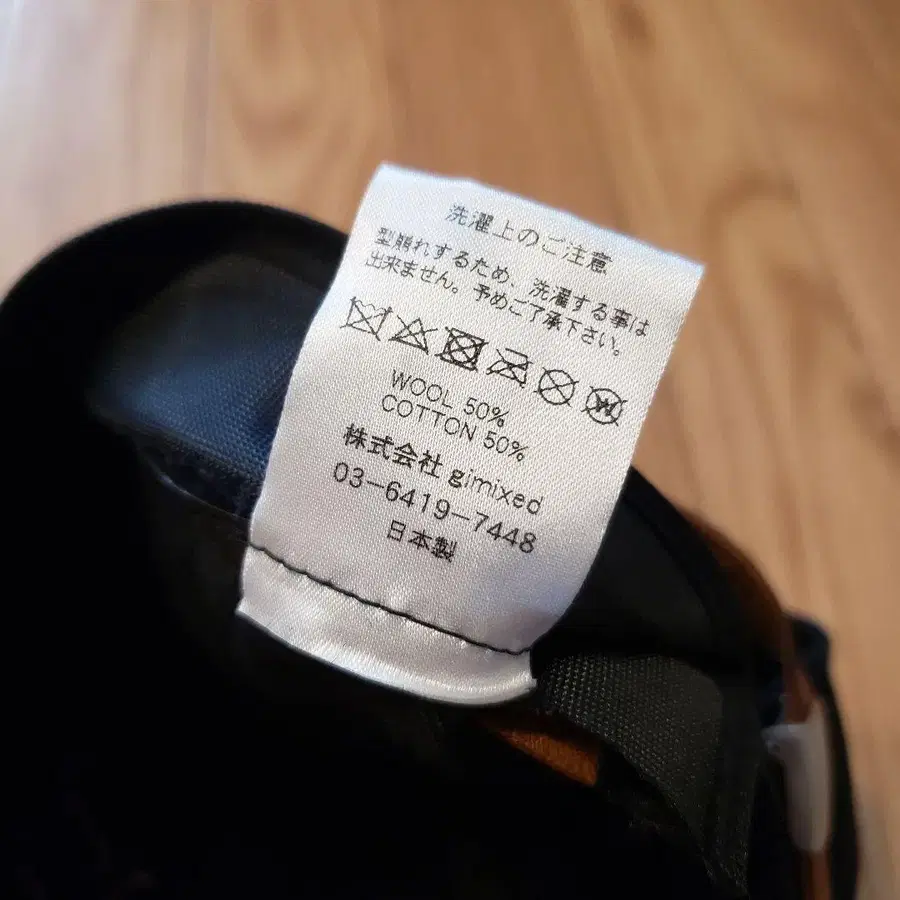 洗濯上のご注意
型崩れするため、洗濯する事は
出来ません。予めご了承下さい。
W
WOOL 50%
COTTON 50%
株式会社 gimixed
03-6419-7448
日本製